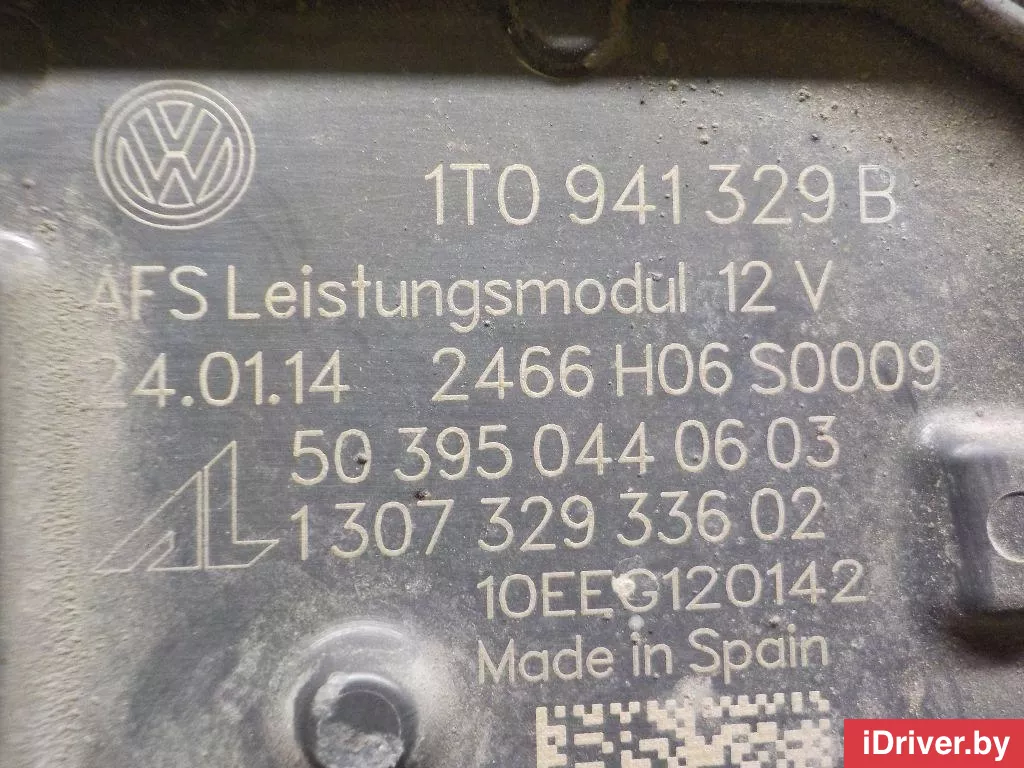 1T0 941 329 B
AFS Leistungsmodul 12 V
24.01.14 2466 H06 S0009
50 395 044 06 03
1 307 329 336 02
10EEG120142
Made in Spain
iDriver.by